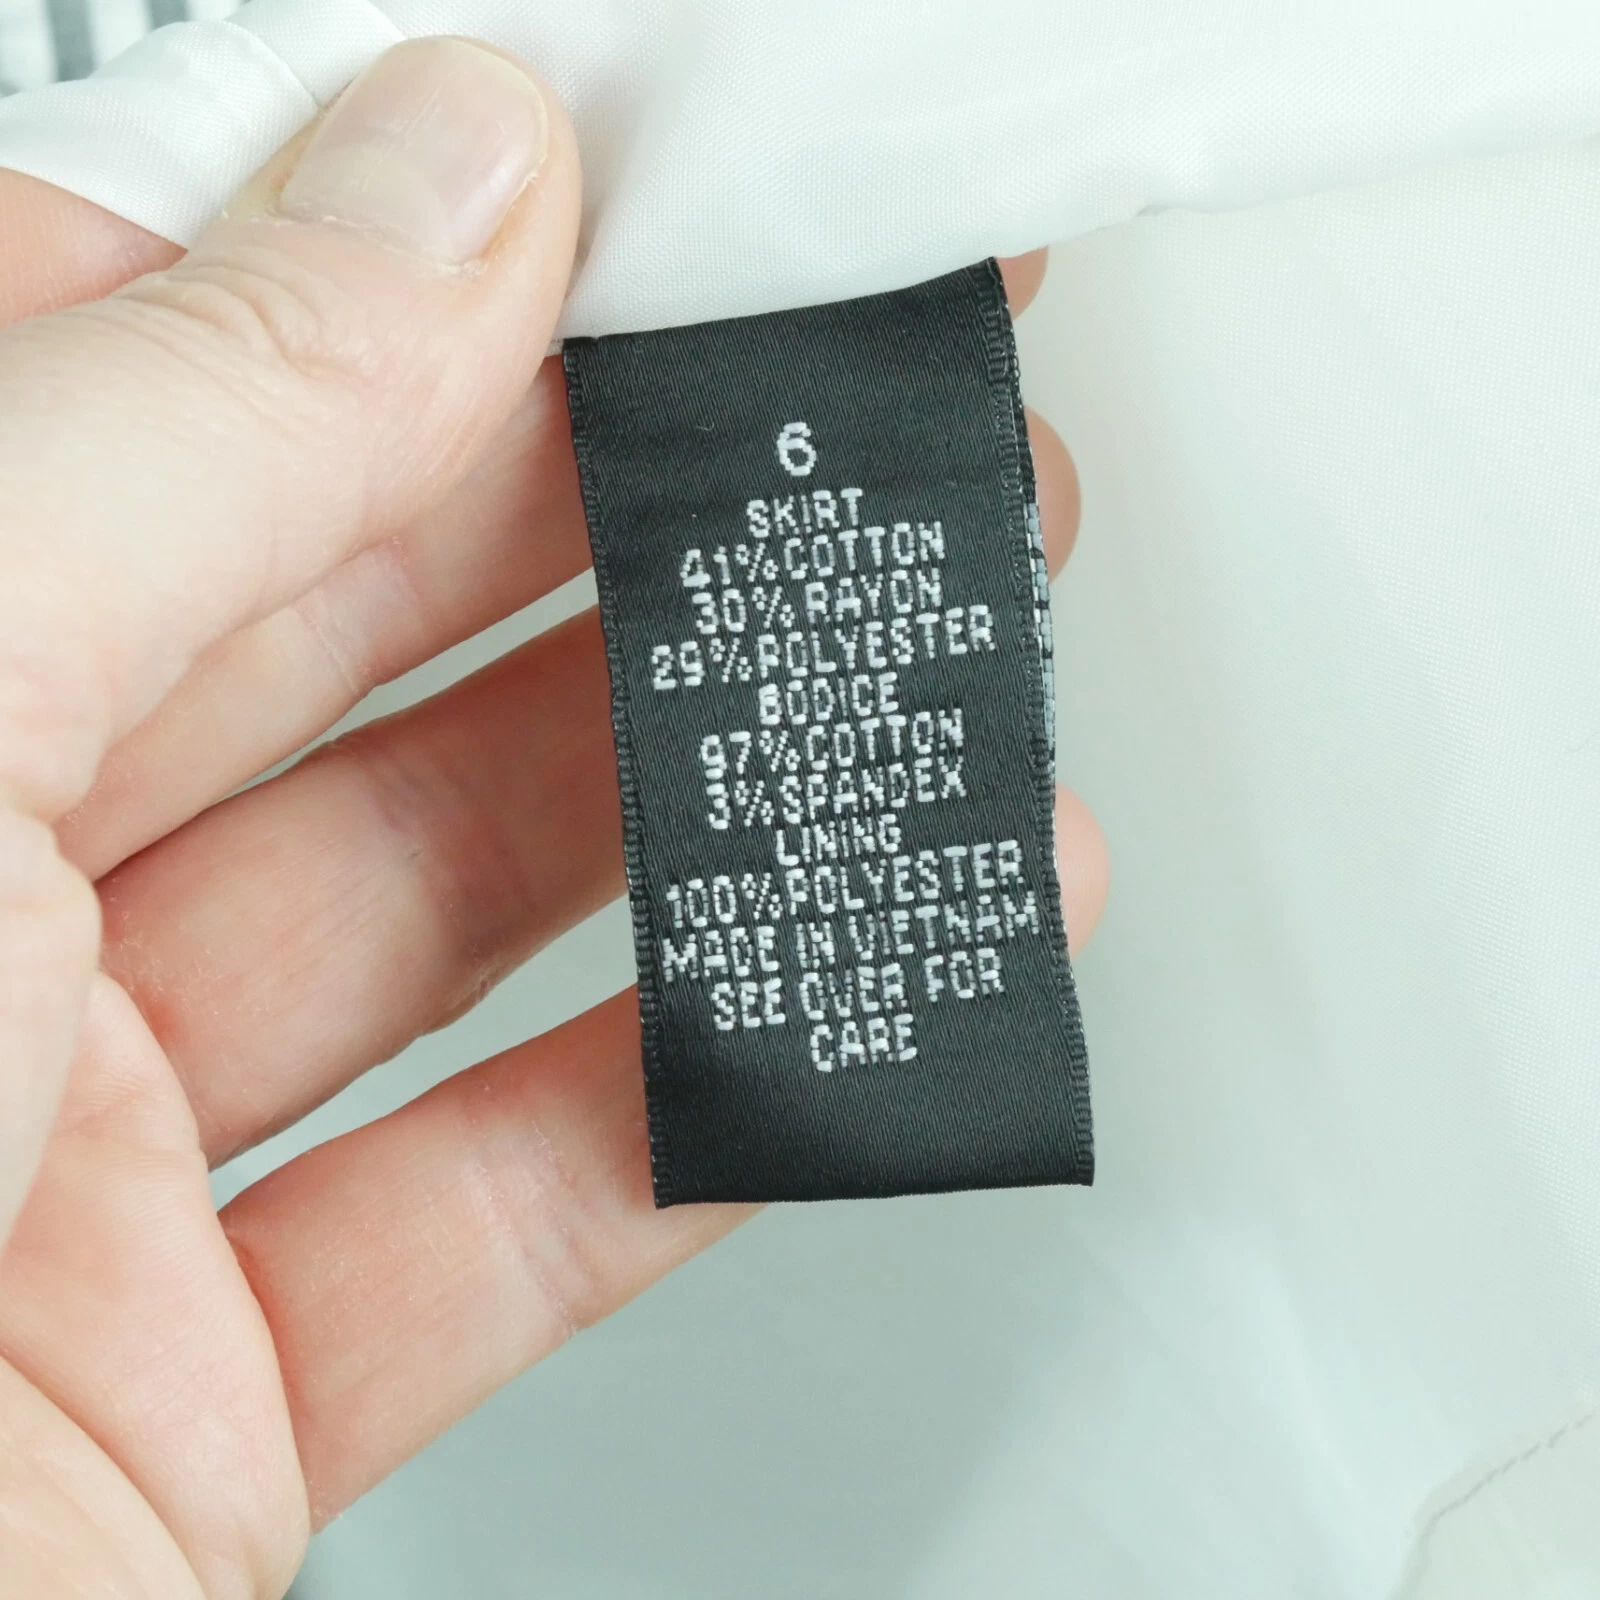 6
SKIRT
41% COTTON
30% RAYON
29% POLYESTER
BODICE
97% COTTON
3% SPANDEX
LINING
100% POLYESTER
MADE IN VIETNAM
SEE OVER FOR
CARE